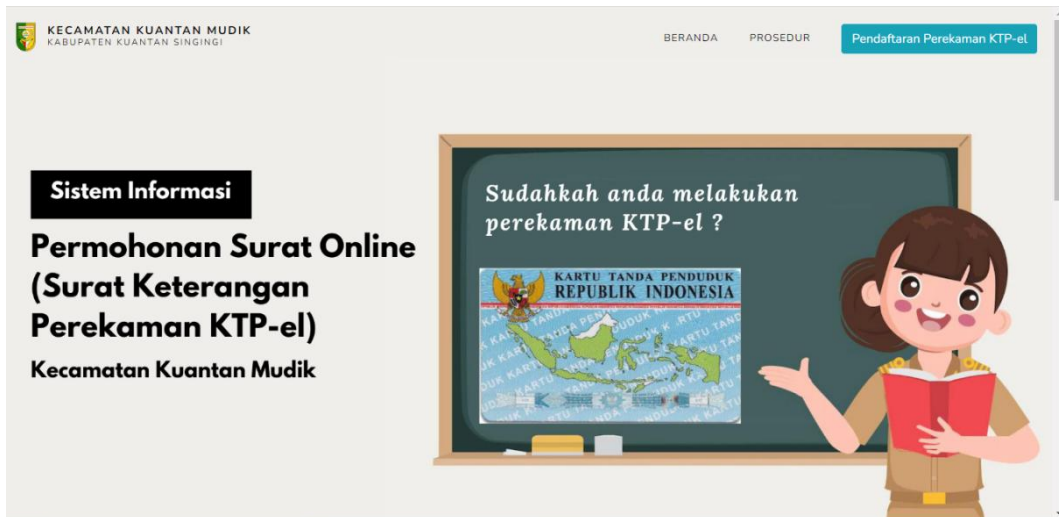 KECAMATAN KUANTAN MUDIK
KABUPATEN KUANTAN SINGINGI
BERANDA
PROSEDUR
Pendaftaran Perekaman KTP-el
Sistem Informasi
Permohonan Surat Online
(Surat Keterangan
Perekaman KTP-el)
Kecamatan Kuantan Mudik
Sudahkah anda melakukan
perekaman KTP-el ?
KARTU TANDA PENDUDUK
REPUBLIK INDONESIA